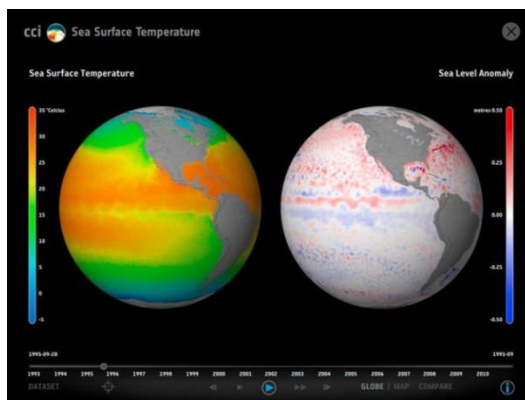 cci Sea Surface Temperature
Sea Surface Temperature
Sea Level Anomaly
35 °Celcius
30
25
20
15
10
5
0
-5
metres 0.50
0.25
0.00
-0.25
-0.50
1995-09-28
1995-09
1993 1994 1995 1996 1997 1998 1999 2000 2001 2002 2003 2004 2005 2006 2007 2008 2009 2010
DATASET
GLOBE | MAP COMPARE